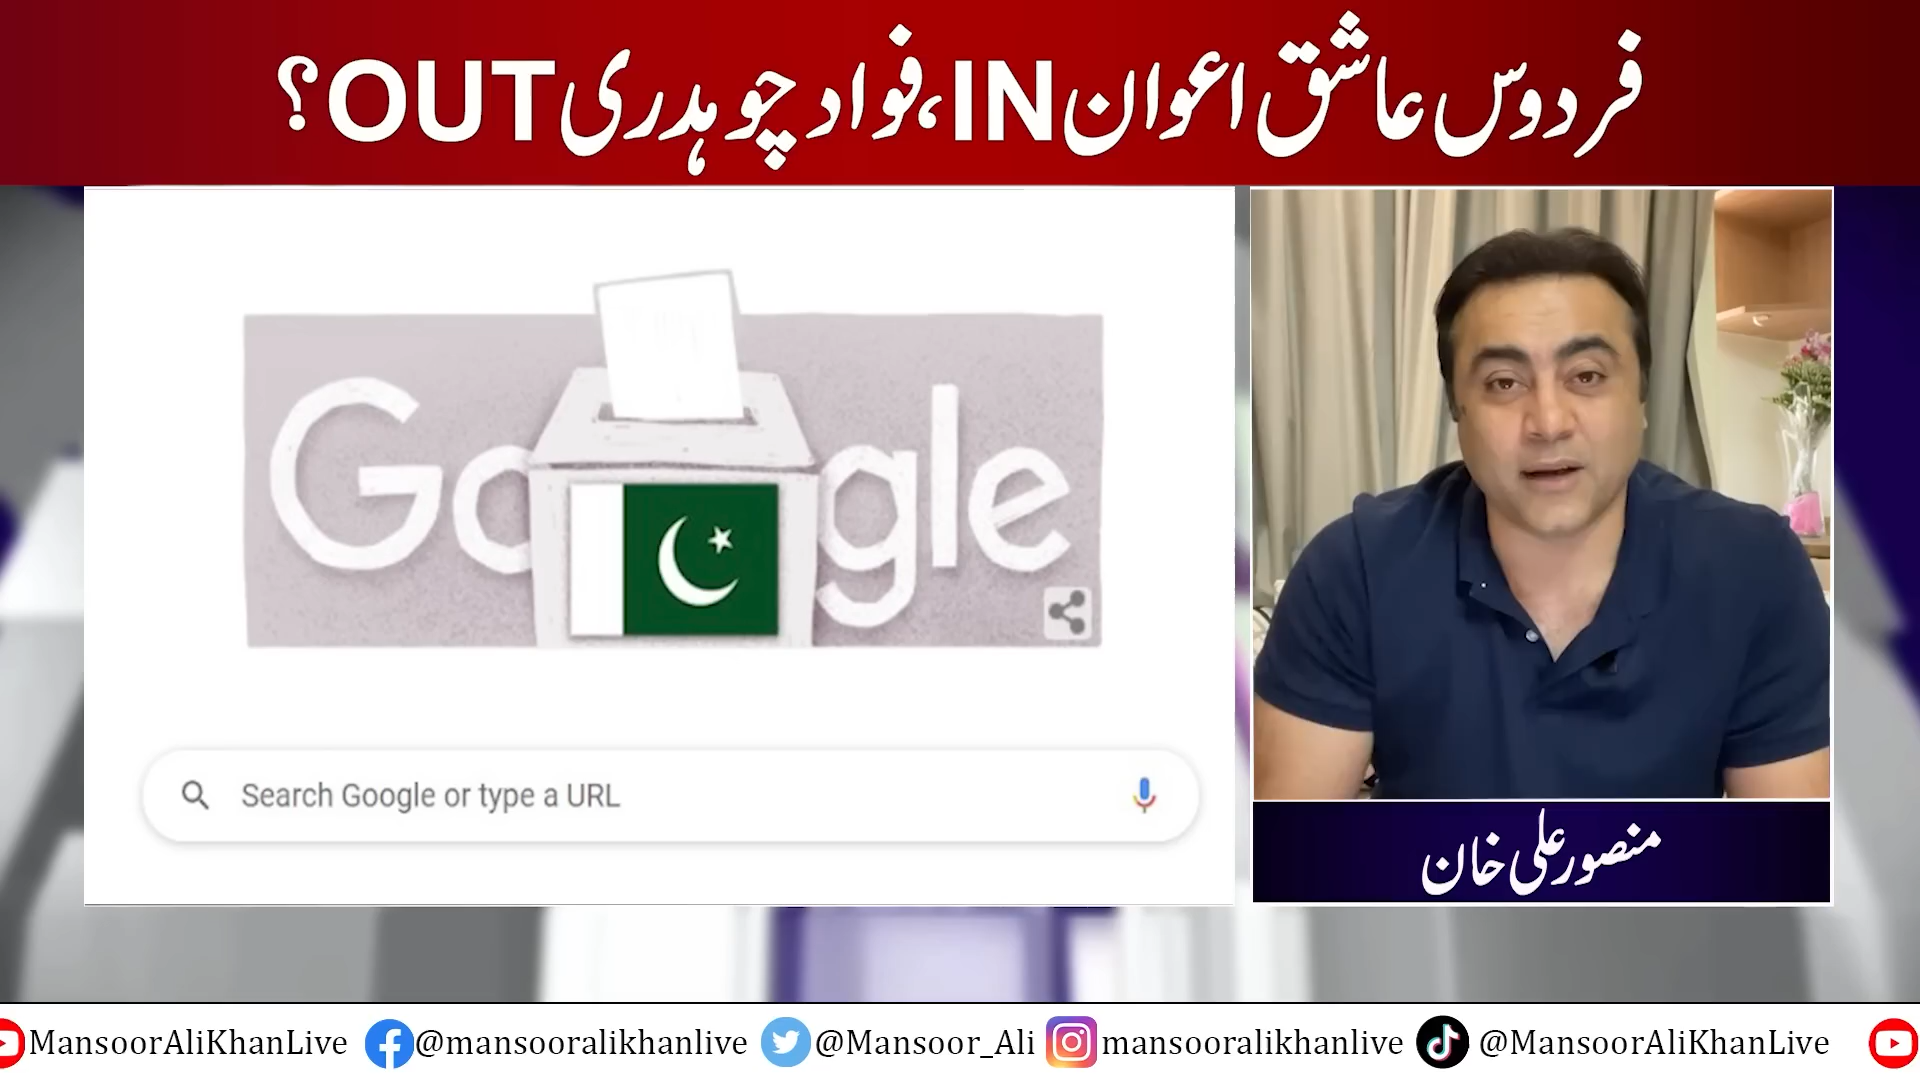 فردوس عاشق اعوان IN، فواد چوہدری OUT؟
Google
Search Google or type a URL
منصور علی خان
MansoorAliKhanLive @mansooralikhanlive @Mansoor_Ali mansooralikhanlive @MansoorAliKhanLive